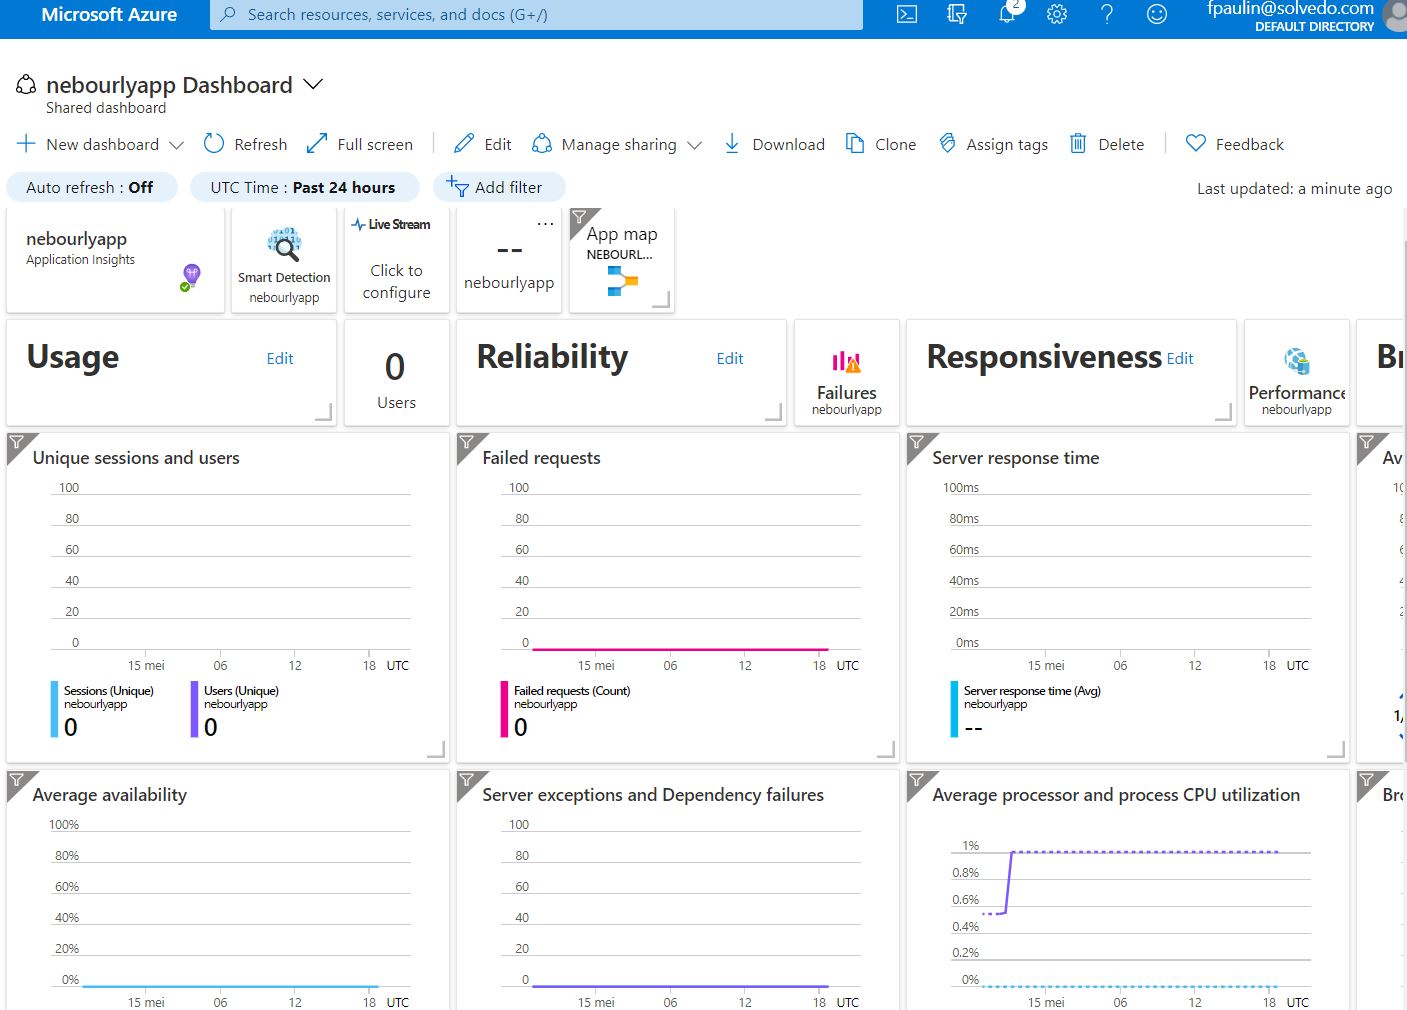 Microsoft Azure
Search resources, services, and docs (G+/)
2
fpaulin@solvedo.com
DEFAULT DIRECTORY
nebourlyapp Dashboard
Shared dashboard
New dashboard
Refresh
Full screen
Edit
Manage sharing
Download
Clone
Assign tags
Delete
Feedback
Auto refresh : Off
UTC Time : Past 24 hours
Add filter
Last updated: a minute ago
nebourlyapp
Application Insights
Smart Detection
nebourlyapp
Live Stream
Click to
configure
...
--
nebourlyapp
App map
NEBOURL...
Usage
Edit
0
Users
Reliability
Edit
Failures
nebourlyapp
Responsiveness
Edit
Performance
nebourlyapp
Unique sessions and users
100
80
60
40
20
0
15 mei 06 12 18 UTC
Sessions (Unique)
nebourlyapp
0
Users (Unique)
nebourlyapp
0
Failed requests
100
80
60
40
20
0
15 mei 06 12 18 UTC
Failed requests (Count)
nebourlyapp
0
Server response time
100ms
80ms
60ms
40ms
20ms
0ms
15 mei 06 12 18 UTC
Server response time (Avg)
nebourlyapp
--
Av
Average availability
100%
80%
60%
40%
20%
0%
15 mei 06 12 18 UTC
Server exceptions and Dependency failures
100
80
60
40
20
0
15 mei 06 12 18 UTC
Average processor and process CPU utilization
1%
0.8%
0.6%
0.4%
0.2%
0%
15 mei 06 12 18 UTC